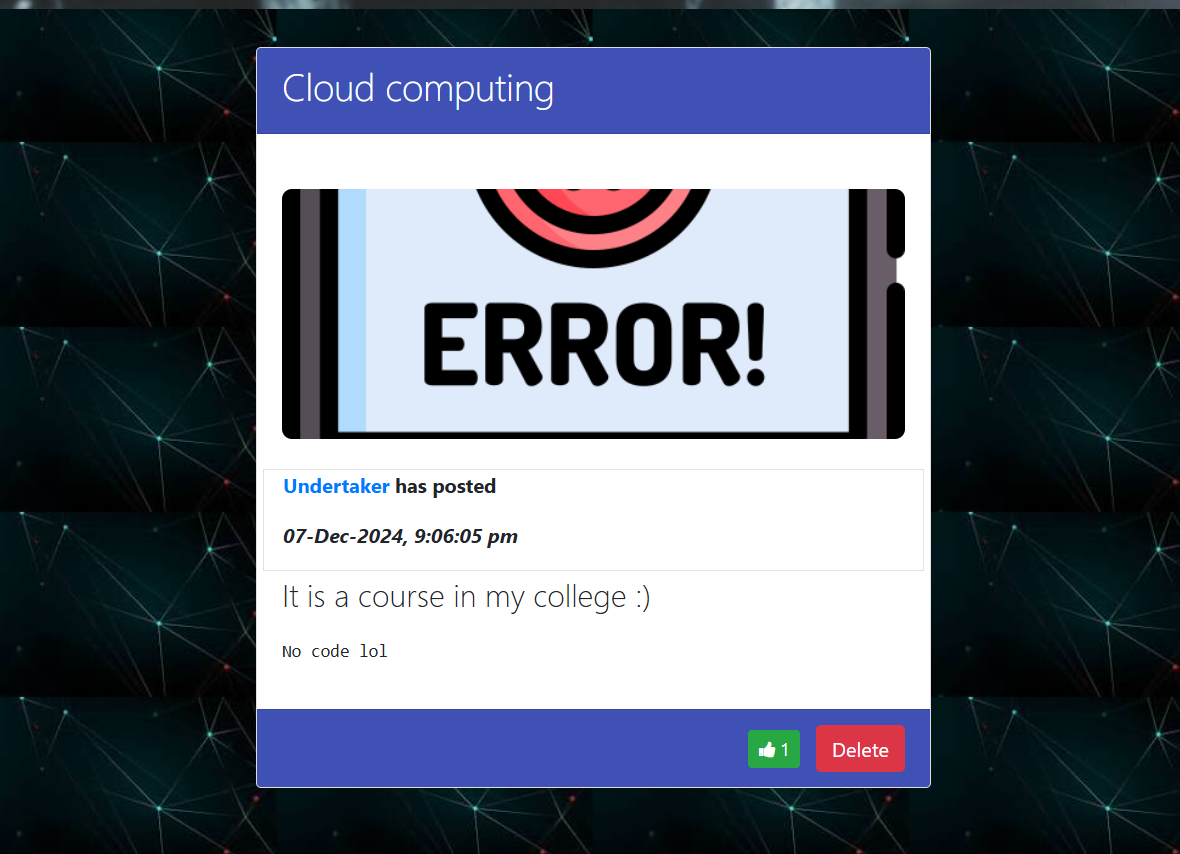 Cloud computing
ERROR!
Undertaker has posted
07-Dec-2024, 9:06:05 pm
It is a course in my college :)
No code lol
1
Delete